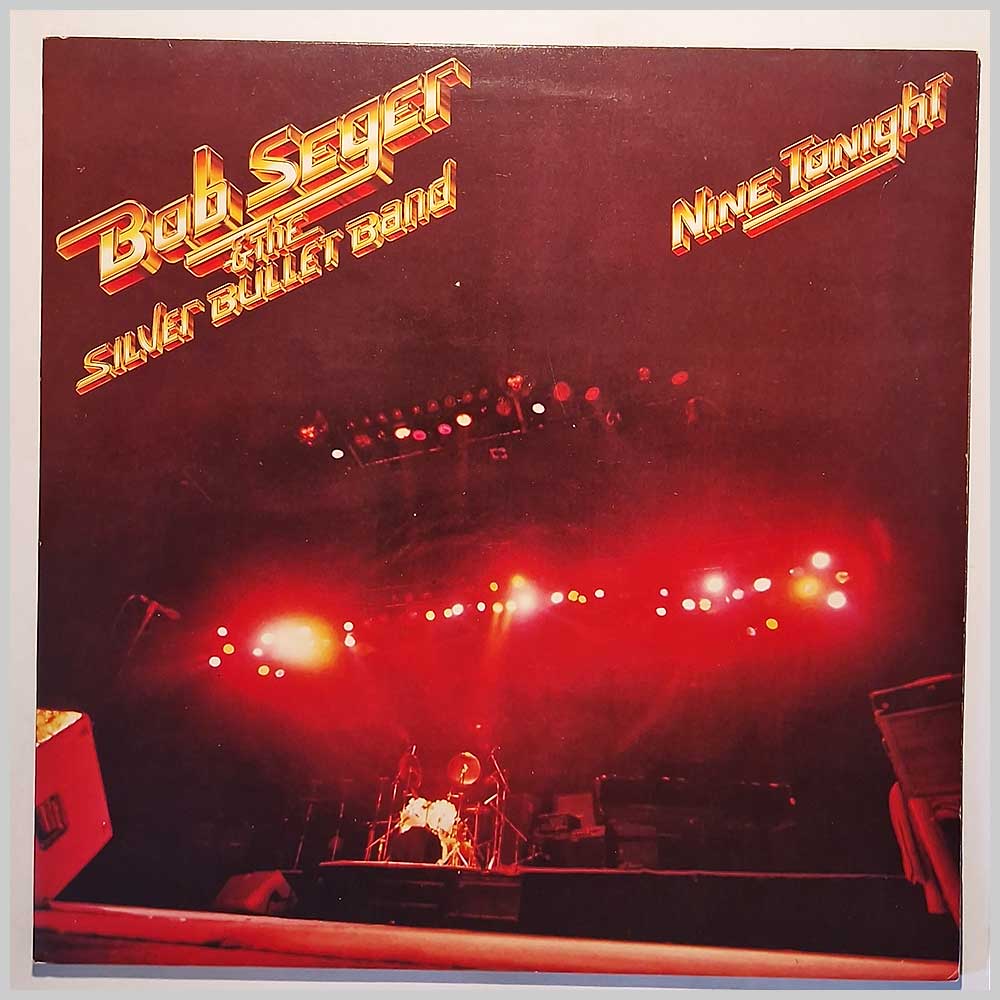 Bob Seger
& the
Silver Bullet Band
Nine Tonight